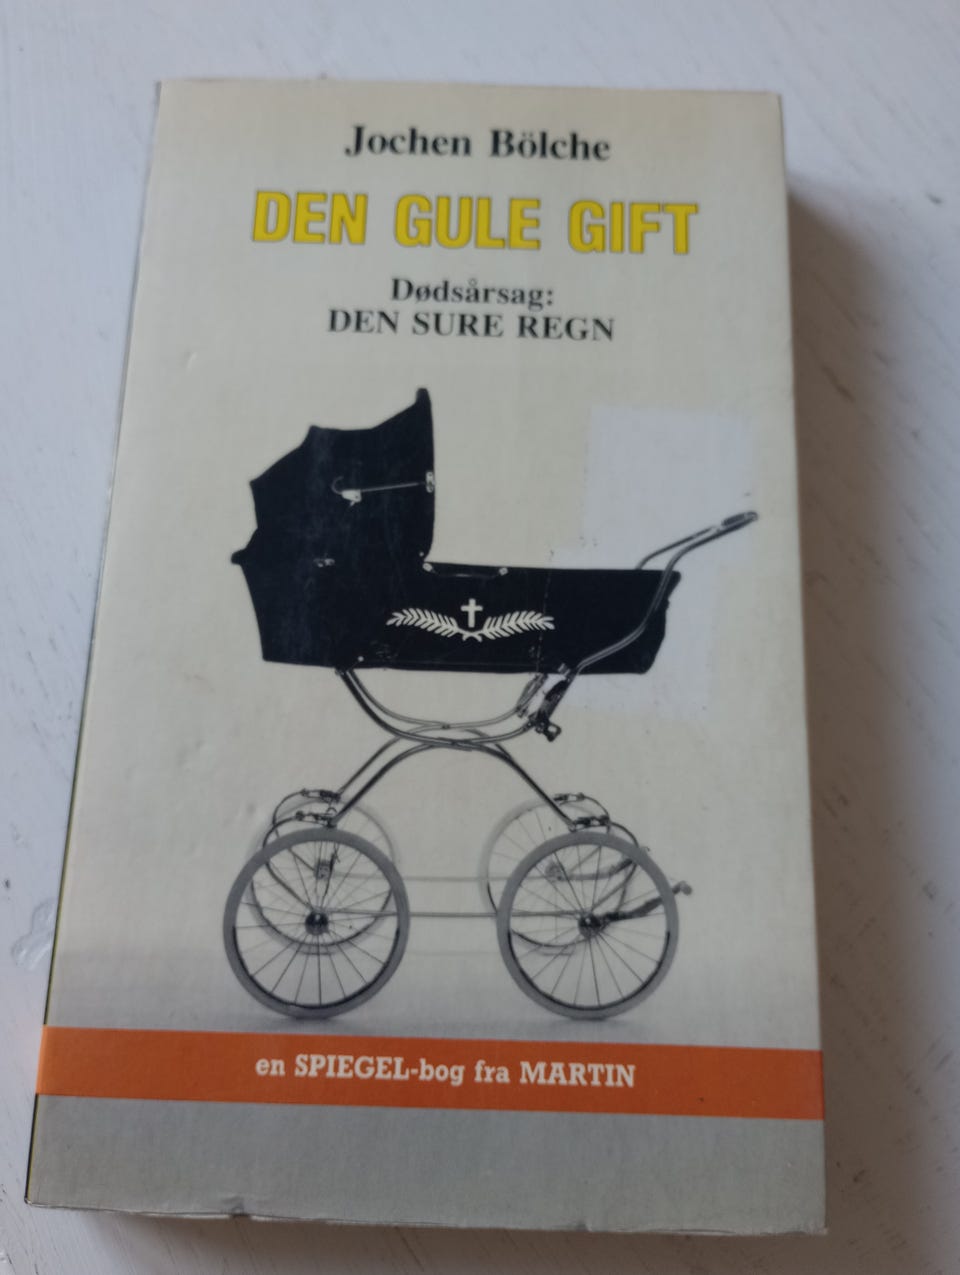 Jochen Bölche
DEN GULE GIFT
Dødsårsag:
DEN SURE REGN
en SPIEGEL-bog fra MARTIN